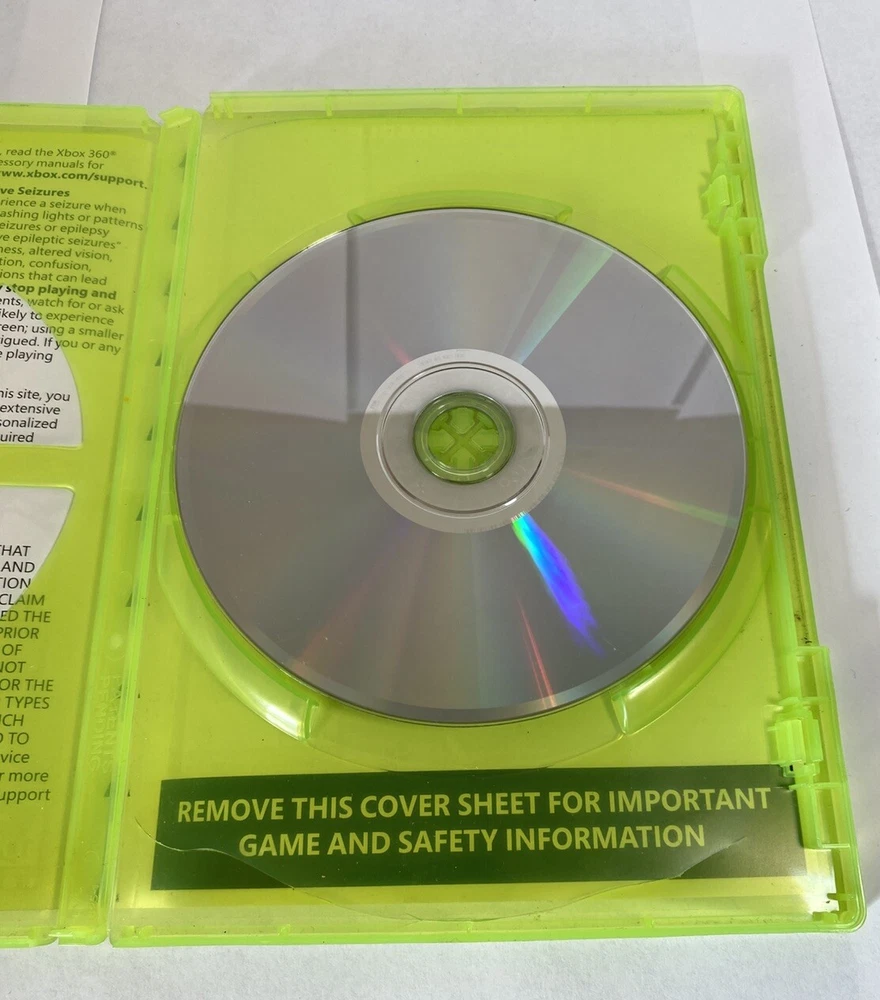 , read the Xbox 360®
essory manuals for
www.xbox.com/support.
ve Seizures
rience a seizure when
ashing lights or patterns
eizures or epilepsy
ve epileptic seizures"
ness, altered vision,
tion, confusion,
ions that can lead
stop playing and
ents, watch for or ask
ikely to experience
reen; using a smaller
igued. If you or any
e playing
his site, you
extensive
sonalized
uired
THAT
AND
TION
CLAIM
ED THE
PRIOR
OF
NOT
OR THE
TYPES
ICH
TO
vice
r more
upport
REMOVE THIS COVER SHEET FOR IMPORTANT
GAME AND SAFETY INFORMATION